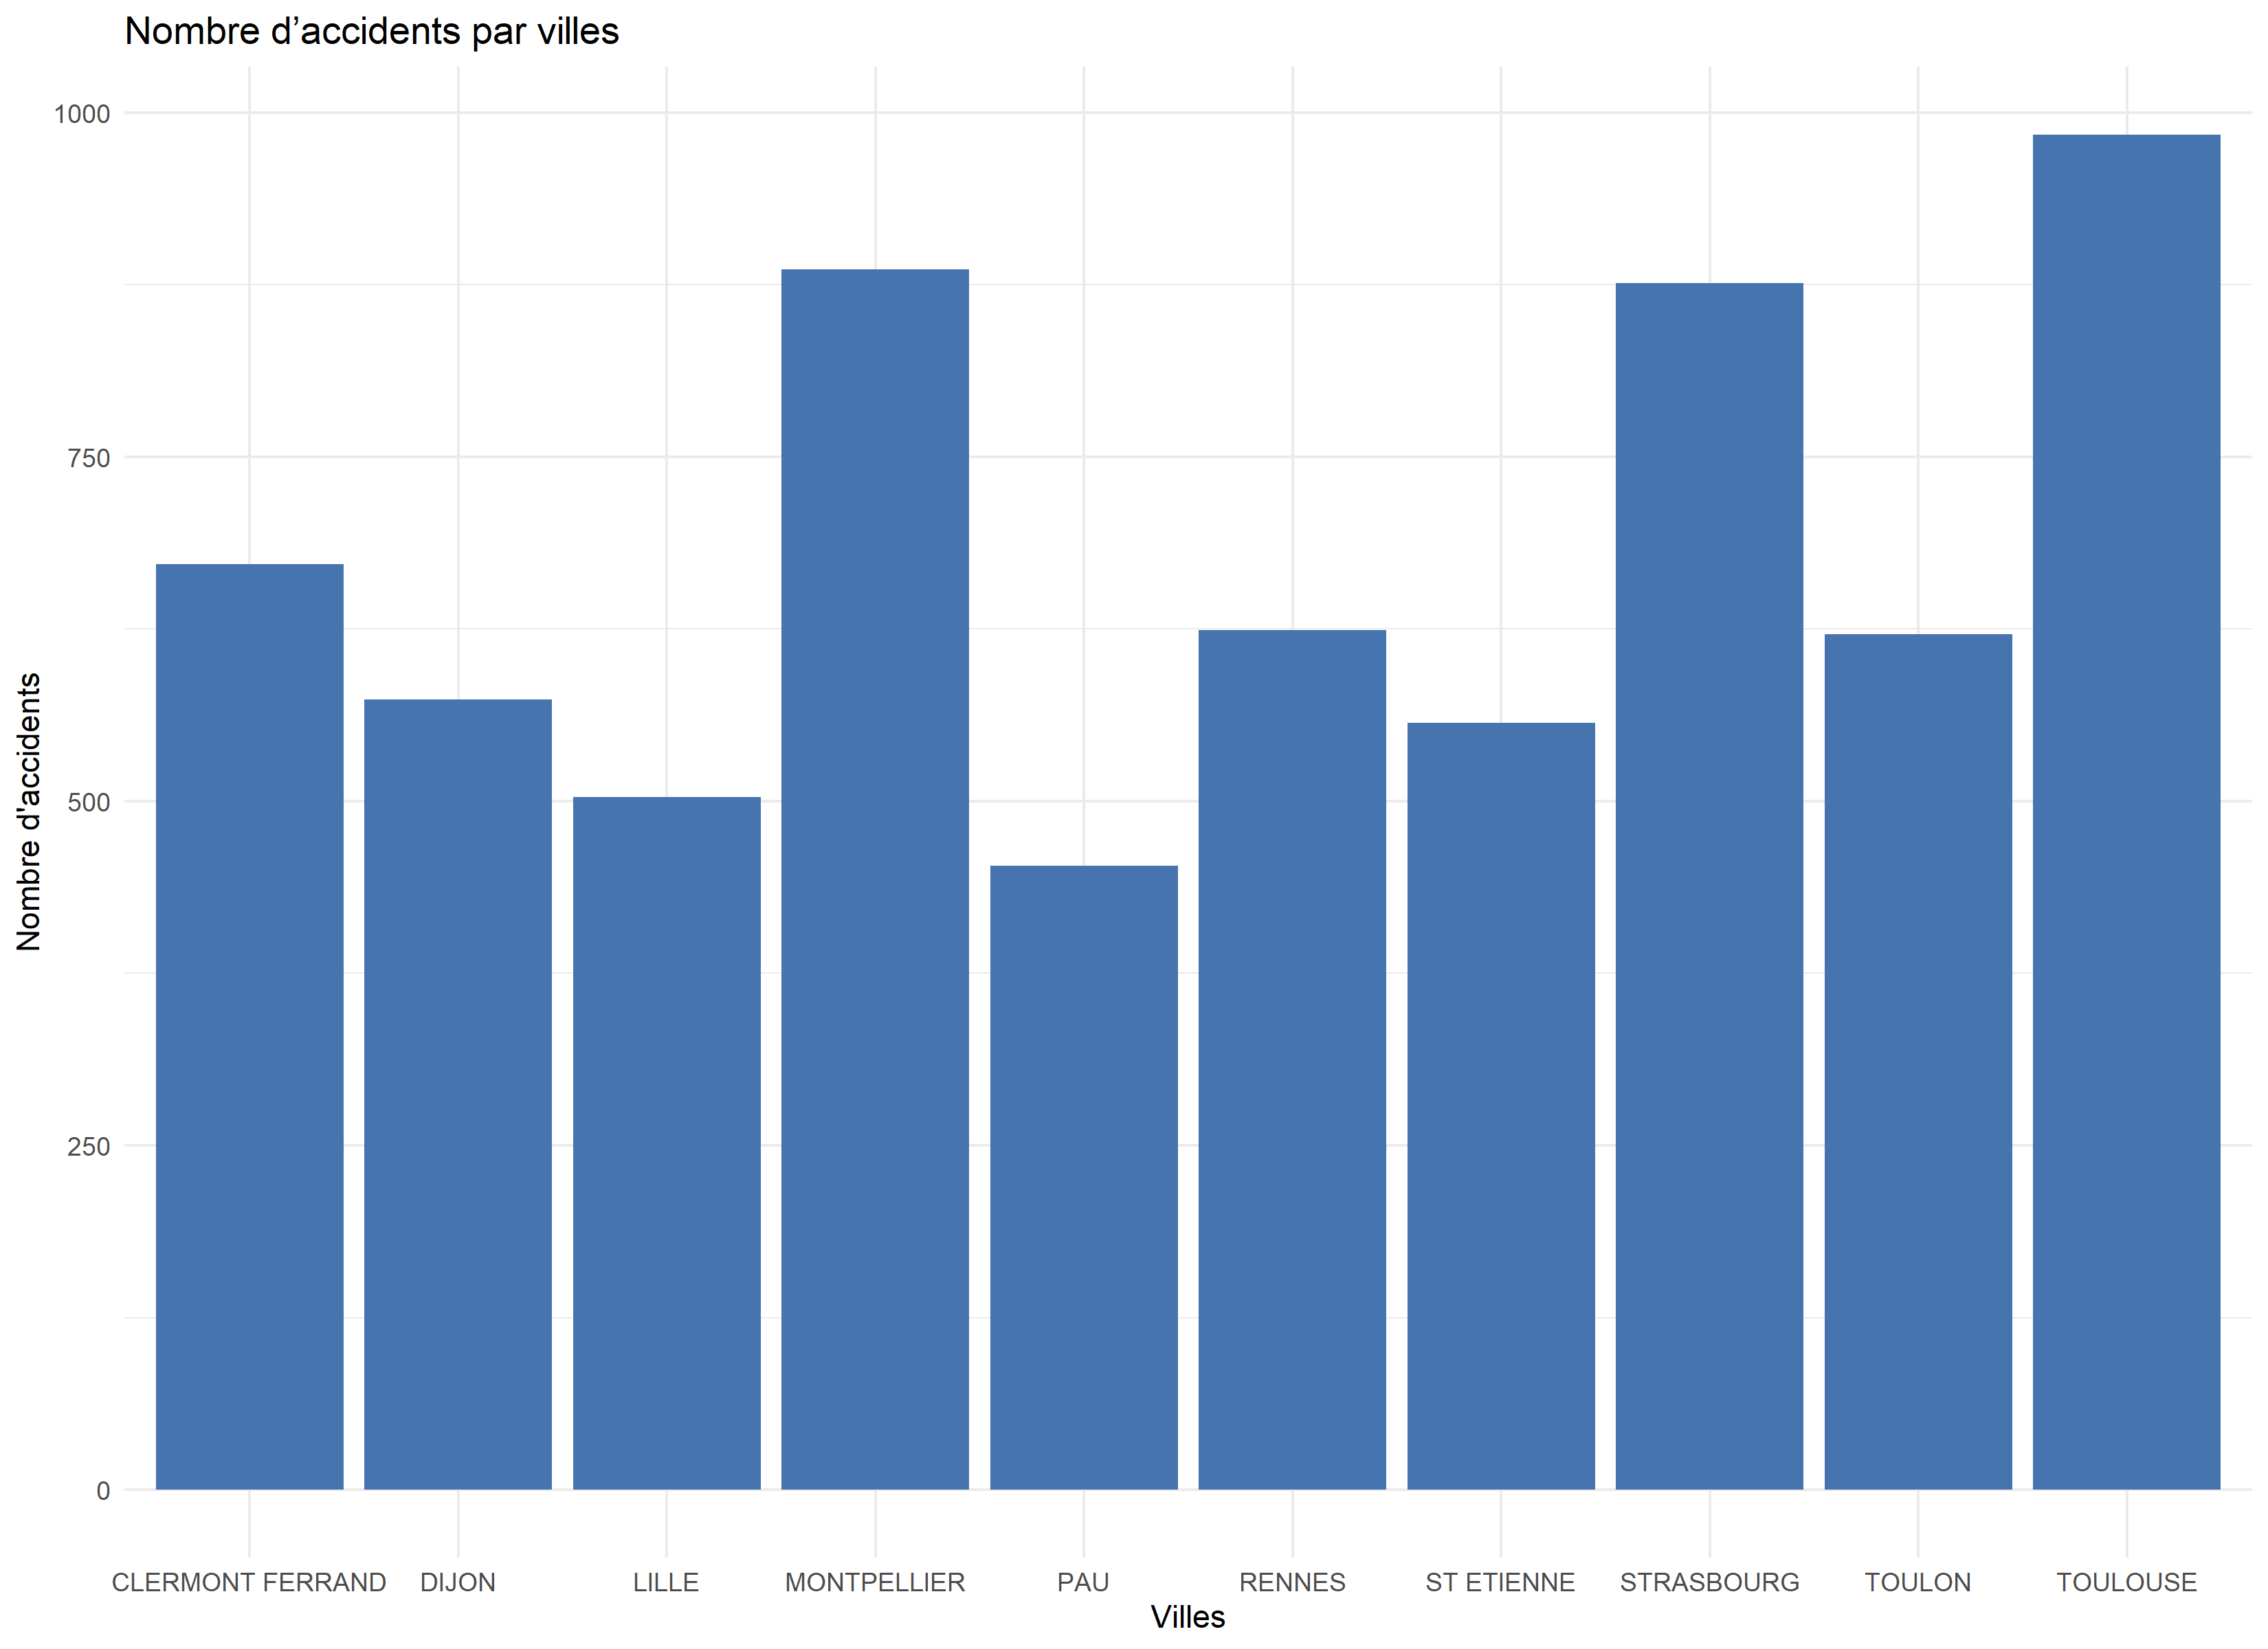 Nombre d’accidents par villes
1000
750
500
250
0
Nombre d'accidents
CLERMONT FERRAND DIJON LILLE MONTPELLIER PAU RENNES ST ETIENNE STRASBOURG TOULON TOULOUSE
Villes